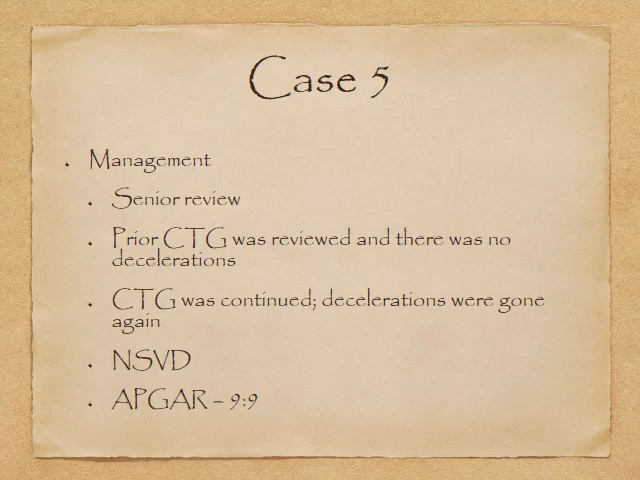 Case 5
• Management
• Senior review
• Prior CTG was reviewed and there was no
decelerations
• CTG was continued; decelerations were gone
again
• NSVD
• APGAR – 9:9